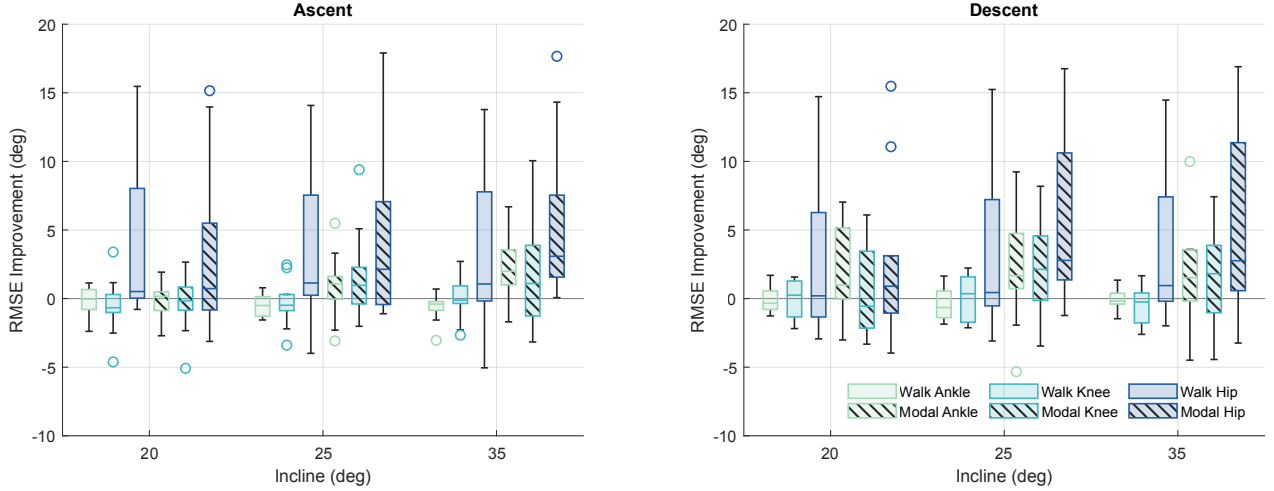 Ascent
20
15
10
5
0
-5
-10
RMSE Improvement (deg)
20
25
35
Incline (deg)
Descent
20
15
10
5
0
-5
-10
RMSE Improvement (deg)
Walk Ankle
Walk Knee
Walk Hip
Modal Ankle
Modal Knee
Modal Hip
20
25
35
Incline (deg)